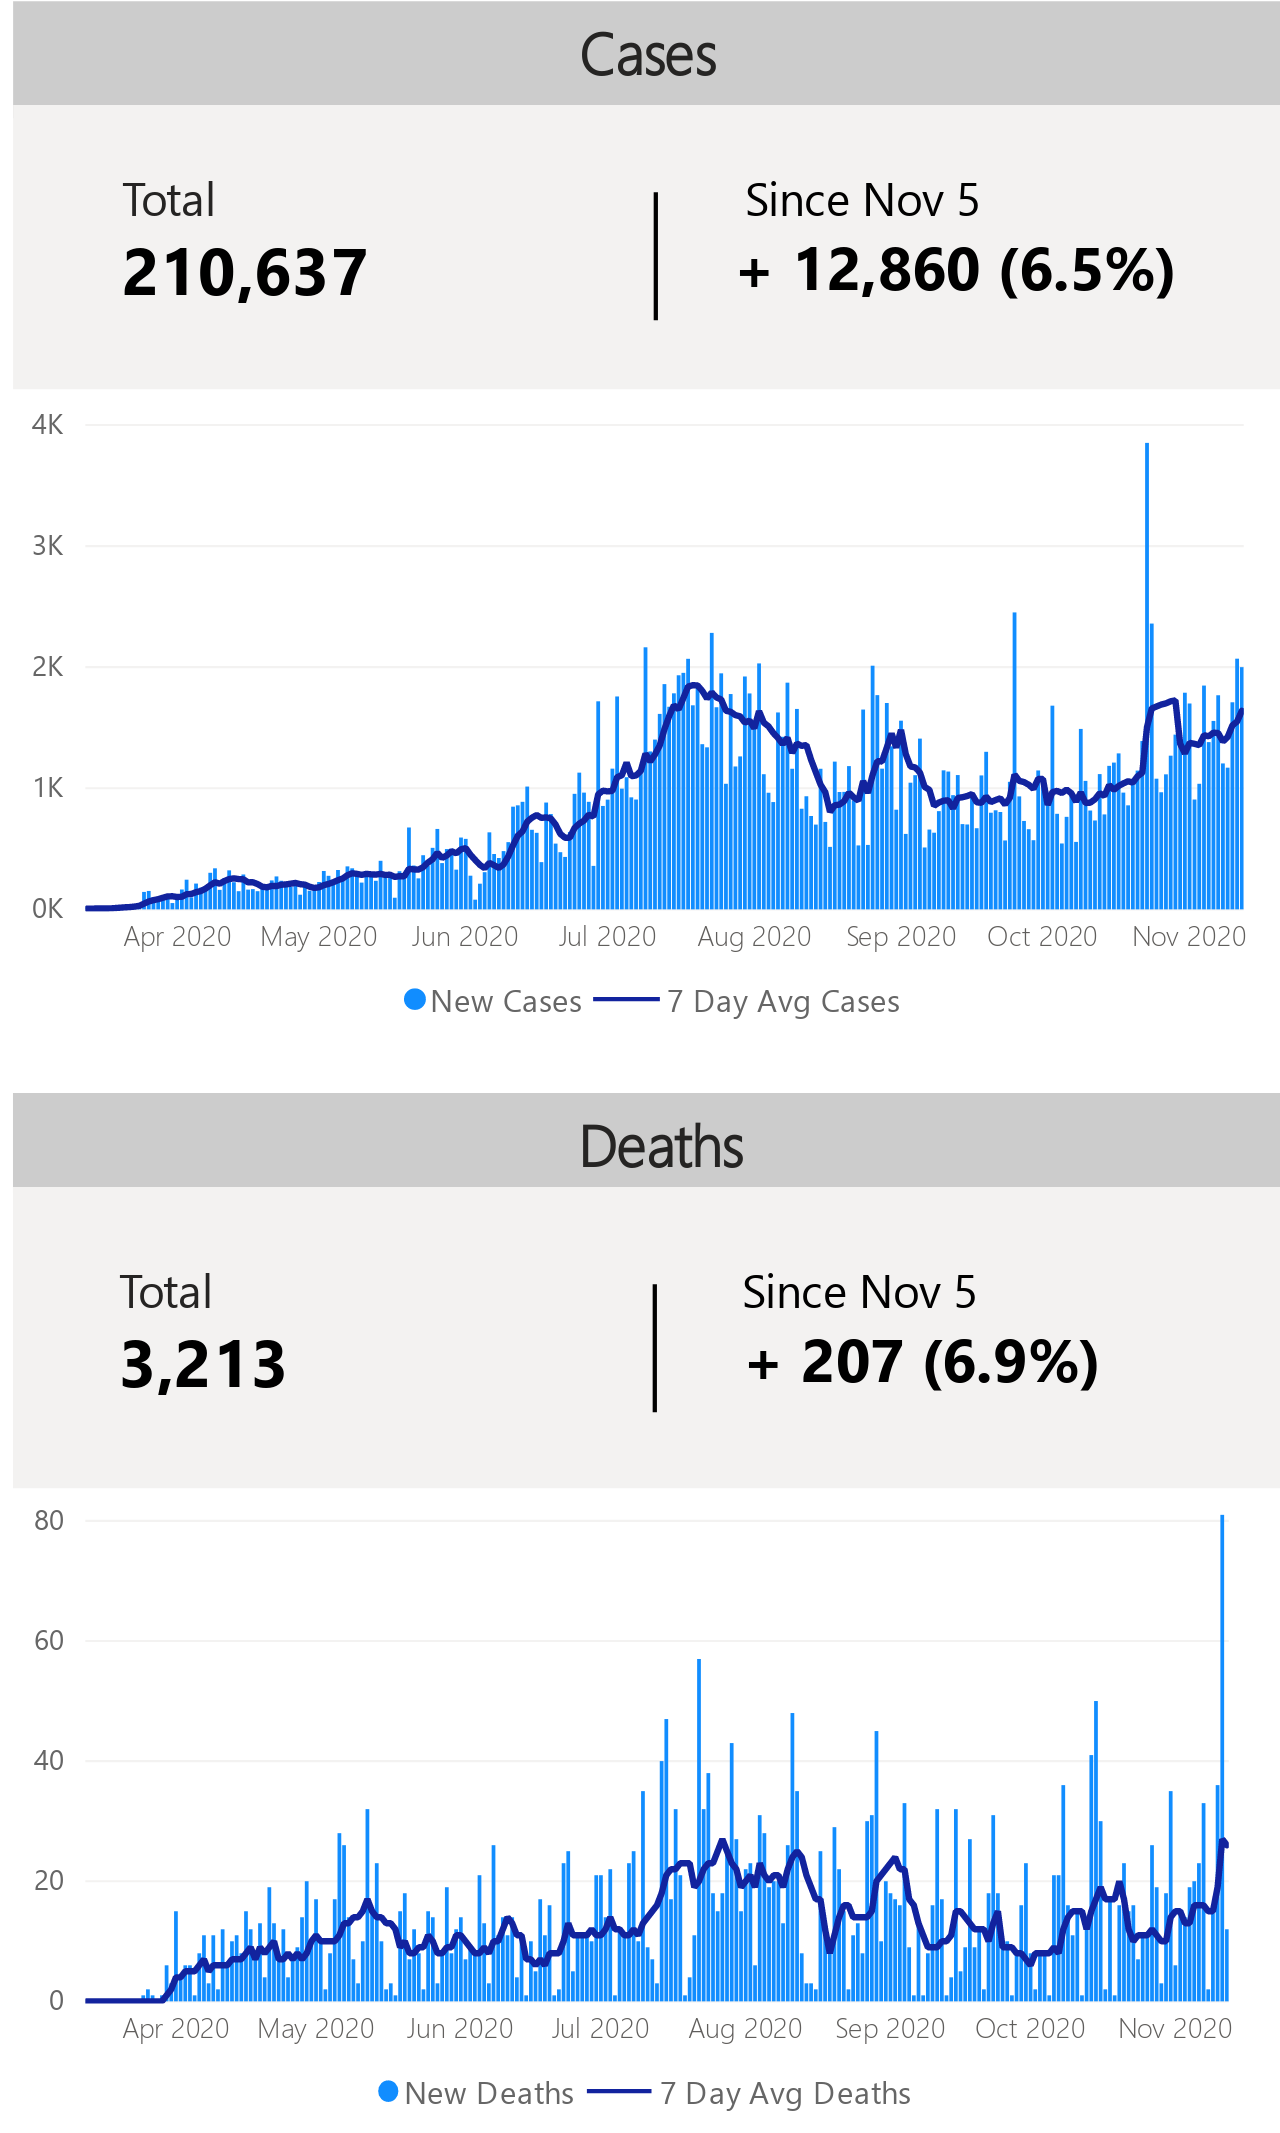 Cases
Total
Since Nov 5
210,637
+ 12,860 (6.5%)
4K
3K
2K
1K
0K
Apr 2020 May 2020 Jun 2020 Jul 2020 Aug 2020 Sep 2020 Oct 2020 Nov 2020
New Cases 7 Day Avg Cases
Deaths
Total
Since Nov 5
3,213
+ 207 (6.9%)
80
60
40
20
0
Apr 2020 May 2020 Jun 2020 Jul 2020 Aug 2020 Sep 2020 Oct 2020 Nov 2020
New Deaths 7 Day Avg Deaths